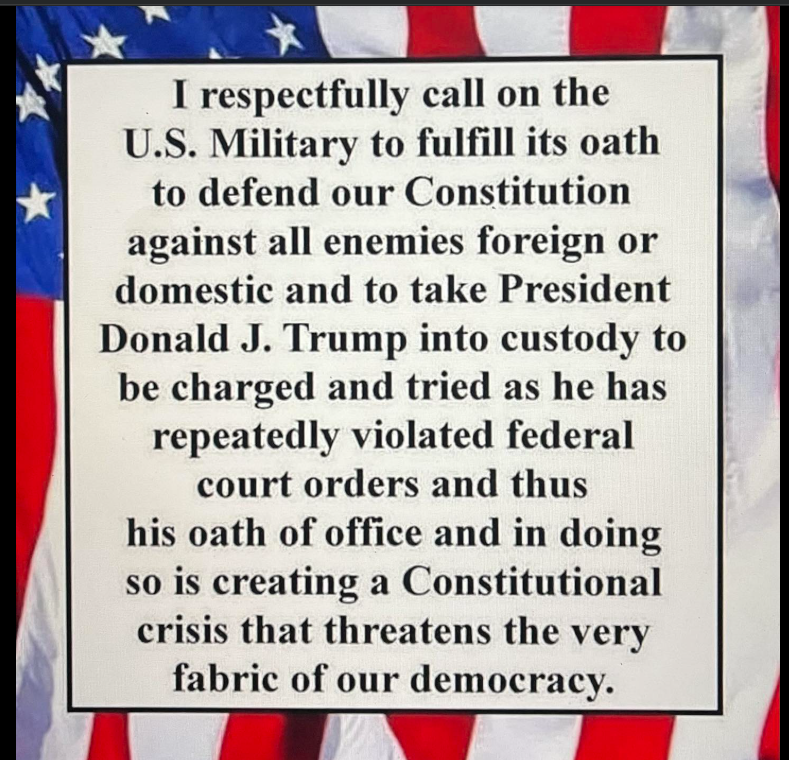 I respectfully call on the
U.S. Military to fulfill its oath
to defend our Constitution
against all enemies foreign or
domestic and to take President
Donald J. Trump into custody to
be charged and tried as he has
repeatedly violated federal
court orders and thus
his oath of office and in doing
so is creating a Constitutional
crisis that threatens the very
fabric of our democracy.